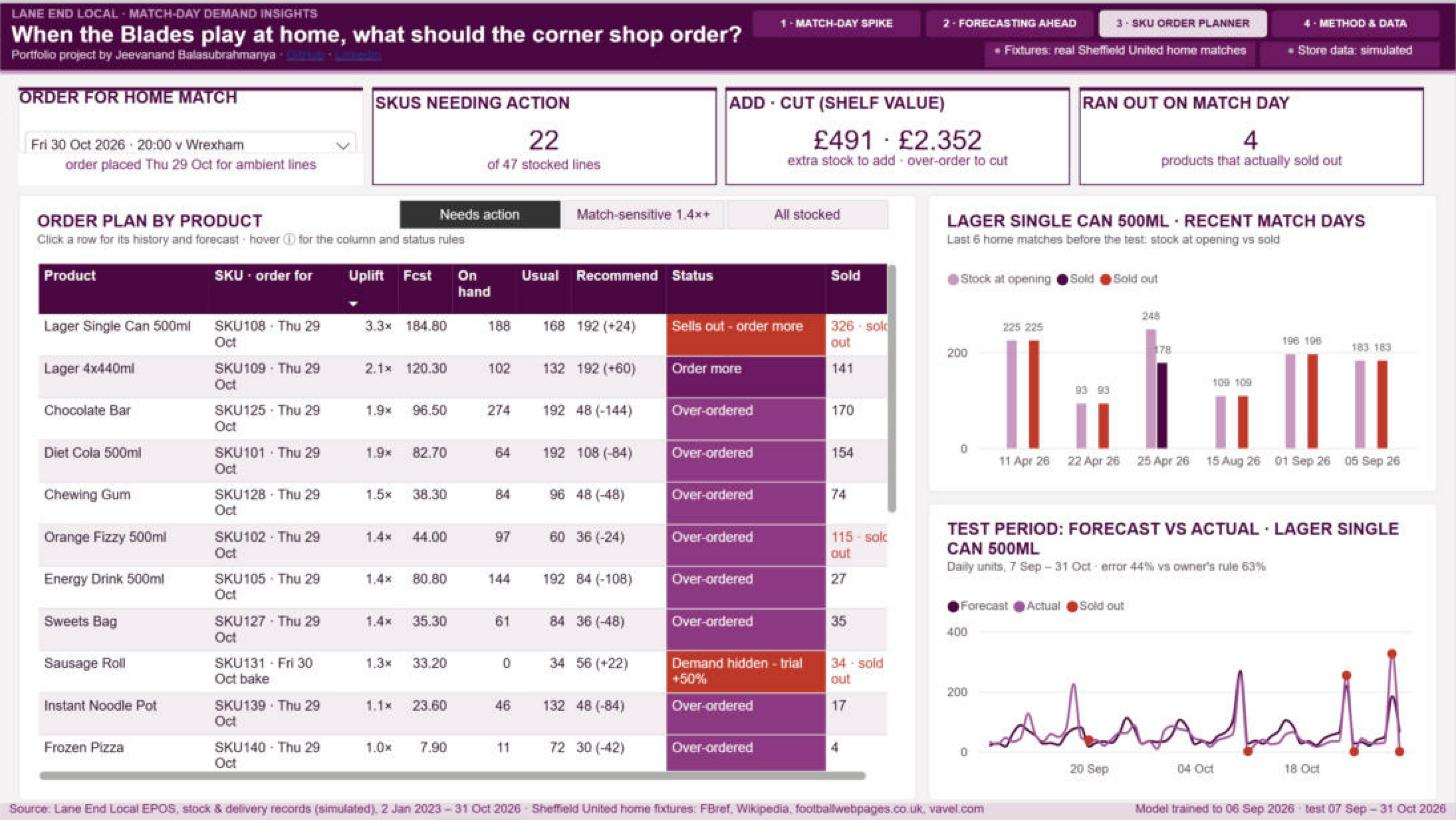 LANE END LOCAL · MATCH-DAY DEMAND INSIGHTS
When the Blades play at home, what should the corner shop order?
Portfolio project by Jeevanand Balasubrahmanya · GitHub · LinkedIn
1 · MATCH-DAY SPIKE
2 · FORECASTING AHEAD
3 · SKU ORDER PLANNER
4 · METHOD & DATA
● Fixtures: real Sheffield United home matches
● Store data: simulated
ORDER FOR HOME MATCH
Fri 30 Oct 2026 · 20:00 v Wrexham
order placed Thu 29 Oct for ambient lines
SKUS NEEDING ACTION
22
of 47 stocked lines
ADD · CUT (SHELF VALUE)
£491 · £2.352
extra stock to add · over-order to cut
RAN OUT ON MATCH DAY
4
products that actually sold out
ORDER PLAN BY PRODUCT
Needs action
Match-sensitive 1.4×+
All stocked
Click a row for its history and forecast · hover ⓘ for the column and status rules
Product SKU · order for Uplift Fcst On hand Usual Recommend Status Sold
Lager Single Can 500ml SKU108 · Thu 29 Oct 3.3× 184.80 188 168 192 (+24) Sells out - order more 326 · sold out
Lager 4x440ml SKU109 · Thu 29 Oct 2.1× 120.30 102 132 192 (+60) Order more 141
Chocolate Bar SKU125 · Thu 29 Oct 1.9× 96.50 274 192 48 (-144) Over-ordered 170
Diet Cola 500ml SKU101 · Thu 29 Oct 1.9× 82.70 64 192 108 (-84) Over-ordered 154
Chewing Gum SKU128 · Thu 29 Oct 1.5× 38.30 84 96 48 (-48) Over-ordered 74
Orange Fizzy 500ml SKU102 · Thu 29 Oct 1.4× 44.00 97 60 36 (-24) Over-ordered 115 · sold out
Energy Drink 500ml SKU105 · Thu 29 Oct 1.4× 80.80 144 192 84 (-108) Over-ordered 27
Sweets Bag SKU127 · Thu 29 Oct 1.4× 35.30 61 84 36 (-48) Over-ordered 35
Sausage Roll SKU131 · Fri 30 Oct bake 1.3× 33.20 0 34 56 (+22) Demand hidden - trial +50% 34 · sold out
Instant Noodle Pot SKU139 · Thu 29 Oct 1.1× 23.60 46 132 48 (-84) Over-ordered 17
Frozen Pizza SKU140 · Thu 29 Oct 1.0× 7.90 11 72 30 (-42) Over-ordered 4
LAGER SINGLE CAN 500ML · RECENT MATCH DAYS
Last 6 home matches before the test: stock at opening vs sold
Stock at opening Sold Sold out
200
0
225 225
93 93
248 178
109 109
196 196
183 183
11 Apr 26 22 Apr 26 25 Apr 26 15 Aug 26 01 Sep 26 05 Sep 26
TEST PERIOD: FORECAST VS ACTUAL · LAGER SINGLE
CAN 500ML
Daily units, 7 Sep – 31 Oct · error 44% vs owner's rule 63%
Forecast Actual Sold out
400
200
0
20 Sep 04 Oct 18 Oct
Source: Lane End Local EPOS, stock & delivery records (simulated), 2 Jan 2023 – 31 Oct 2026 · Sheffield United home fixtures: FBref, Wikipedia, footballwebpages.co.uk, vavel.com
Model trained to 06 Sep 2026 · test 07 Sep – 31 Oct 2026